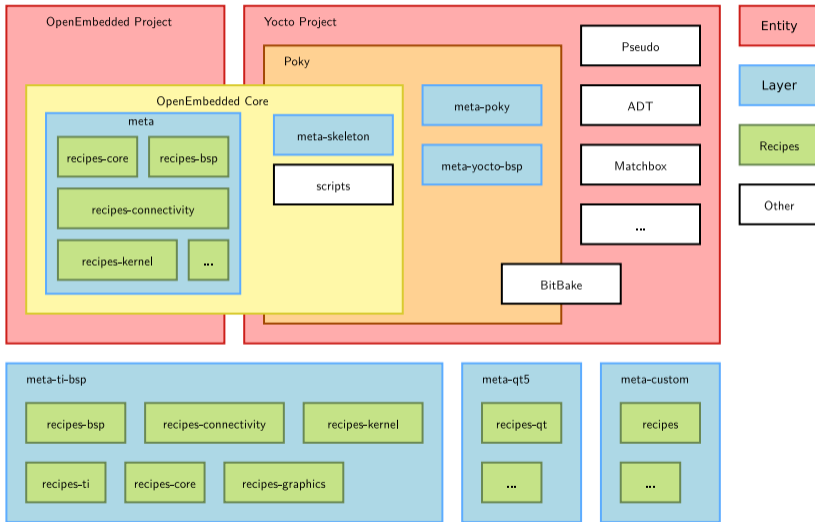 OpenEmbedded Project
Yocto Project
Entity
Pseudo
Poky
Layer
OpenEmbedded Core
meta-poky
ADT
meta
meta-skeleton
recipes-core
recipes-bsp
Recipes
meta-yocto-bsp
Matchbox
scripts
recipes-connectivity
Other
...
recipes-kernel
...
BitBake
meta-ti-bsp
meta-qt5
meta-custom
recipes-bsp
recipes-connectivity
recipes-kernel
recipes-qt
recipes
recipes-ti
recipes-core
recipes-graphics
...
...